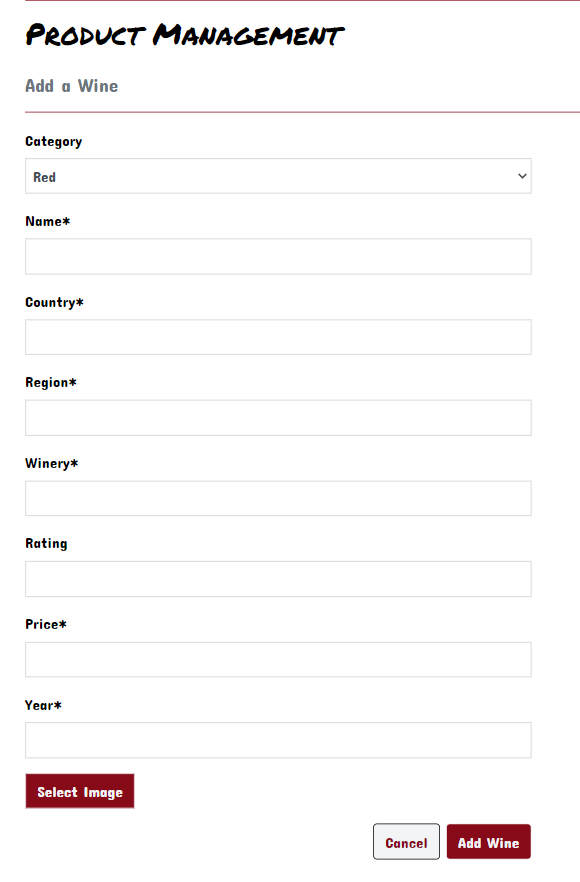 Product Management
Add a Wine
Category
Red
Name*
Country*
Region*
Winery*
Rating
Price*
Year*
Select Image
Cancel Add Wine